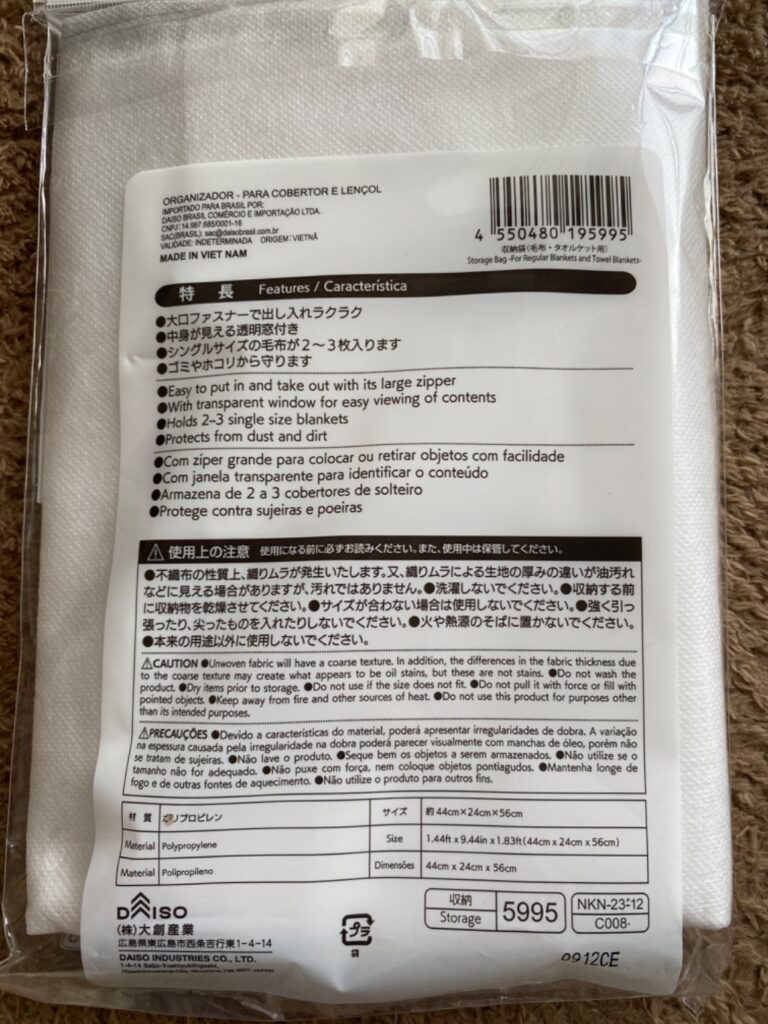 ORGANIZADOR - PARA COBERTOR E LENÇOL
IMPORTADO PARA BRASIL POR:
DAISO BRASIL COMÉRCIO E IMPORTAÇÃO LTDA.
CNPJ:14.987.685/0001-16
SAC(BRASIL): sac@daisobrasil.com.br
VALIDADE: INDETERMINADA ORIGEM:VIETNÃ
MADE IN VIET NAM
4 550480 195995
収納袋(毛布・タオルケット用)
Storage Bag -For Regular Blankets and Towel Blankets-
特長 Features / Característica
●大口ファスナーで出し入れラクラク
●中身が見える透明窓付き
●シングルサイズの毛布が2〜3枚入ります
●ゴミやホコリから守ります
●Easy to put in and take out with its large zipper
●With transparent window for easy viewing of contents
●Holds 2-3 single size blankets
●Protects from dust and dirt
●Com zíper grande para colocar ou retirar objetos com facilidade
●Com janela transparente para identificar o conteúdo
●Armazena de 2 a 3 cobertores de solteiro
●Protege contra sujeiras e poeiras
⚠ 使用上の注意 使用になる前に必ずお読みください。また、使用中は保管してください。
●不織布の性質上、織りムラが発生いたします。又、織りムラによる生地の厚みの違いが油汚れ
などに見える場合がありますが、汚れではありません。●洗濯しないでください。●収納する前
に収納物を乾燥させてください。●サイズが合わない場合は使用しないでください。●強く引っ
張ったり、尖ったものを入れたりしないでください。●火や熱源のそばに置かないでください。
●本来の用途以外に使用しないでください。
⚠CAUTION ●Unwoven fabric will have a coarse texture. In addition, the differences in the fabric thickness due
to the coarse texture may create what appears to be oil stains, but these are not stains. ●Do not wash the
product. ●Dry items prior to storage. ●Do not use if the size does not fit. ●Do not pull it with force or fill with
pointed objects. ●Keep away from fire and other sources of heat. ●Do not use this product for purposes other
than its intended purposes.
⚠PRECAUÇÕES ●Devido a características do material, poderá apresentar irregularidades de dobra. A variação
na espessura causada pela irregularidade na dobra poderá parecer visualmente com manchas de óleo, porém não
se tratam de sujeiras. ●Não lave o produto. ●Seque bem os objetos a serem armazenados. ●Não utilize se o
tamanho não for adequado. ●Não puxe com força, nem coloque objetos pontiagudos. ●Mantenha longe de
fogo e de outras fontes de aquecimento. ●Não utilize o produto para outros fins.
材質 ポリプロピレン サイズ 約44cm×24cm×56cm
Material Polypropylene Size 1.44ft x 9.44in x 1.83ft(44cm x 24cm x 56cm)
Material Polipropileno Dimensões 44cm x 24cm x 56cm
DAISO
(株)大創産業
広島県東広島市西条吉行東1-4-14
DAISO INDUSTRIES CO., LTD.
1-4-14 Saijo-Yoshiyukihigashi,
プラ
袋
収納
Storage 5995
NKN-23-12
C008-
0912CE